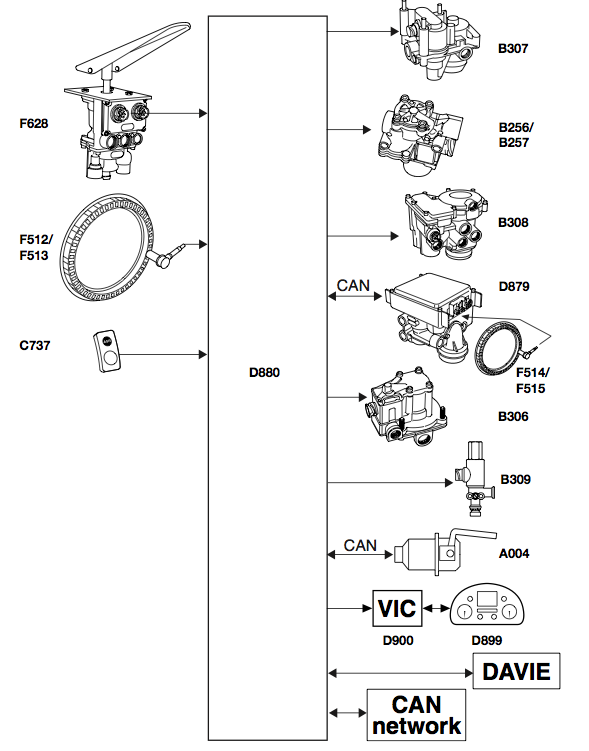 B307
F628
B256/
B257
F512/
F513
B308
CAN
D879
C737
D880
F514/
F515
B306
B309
CAN
A004
VIC
D900
D899
DAVIE
CAN
network